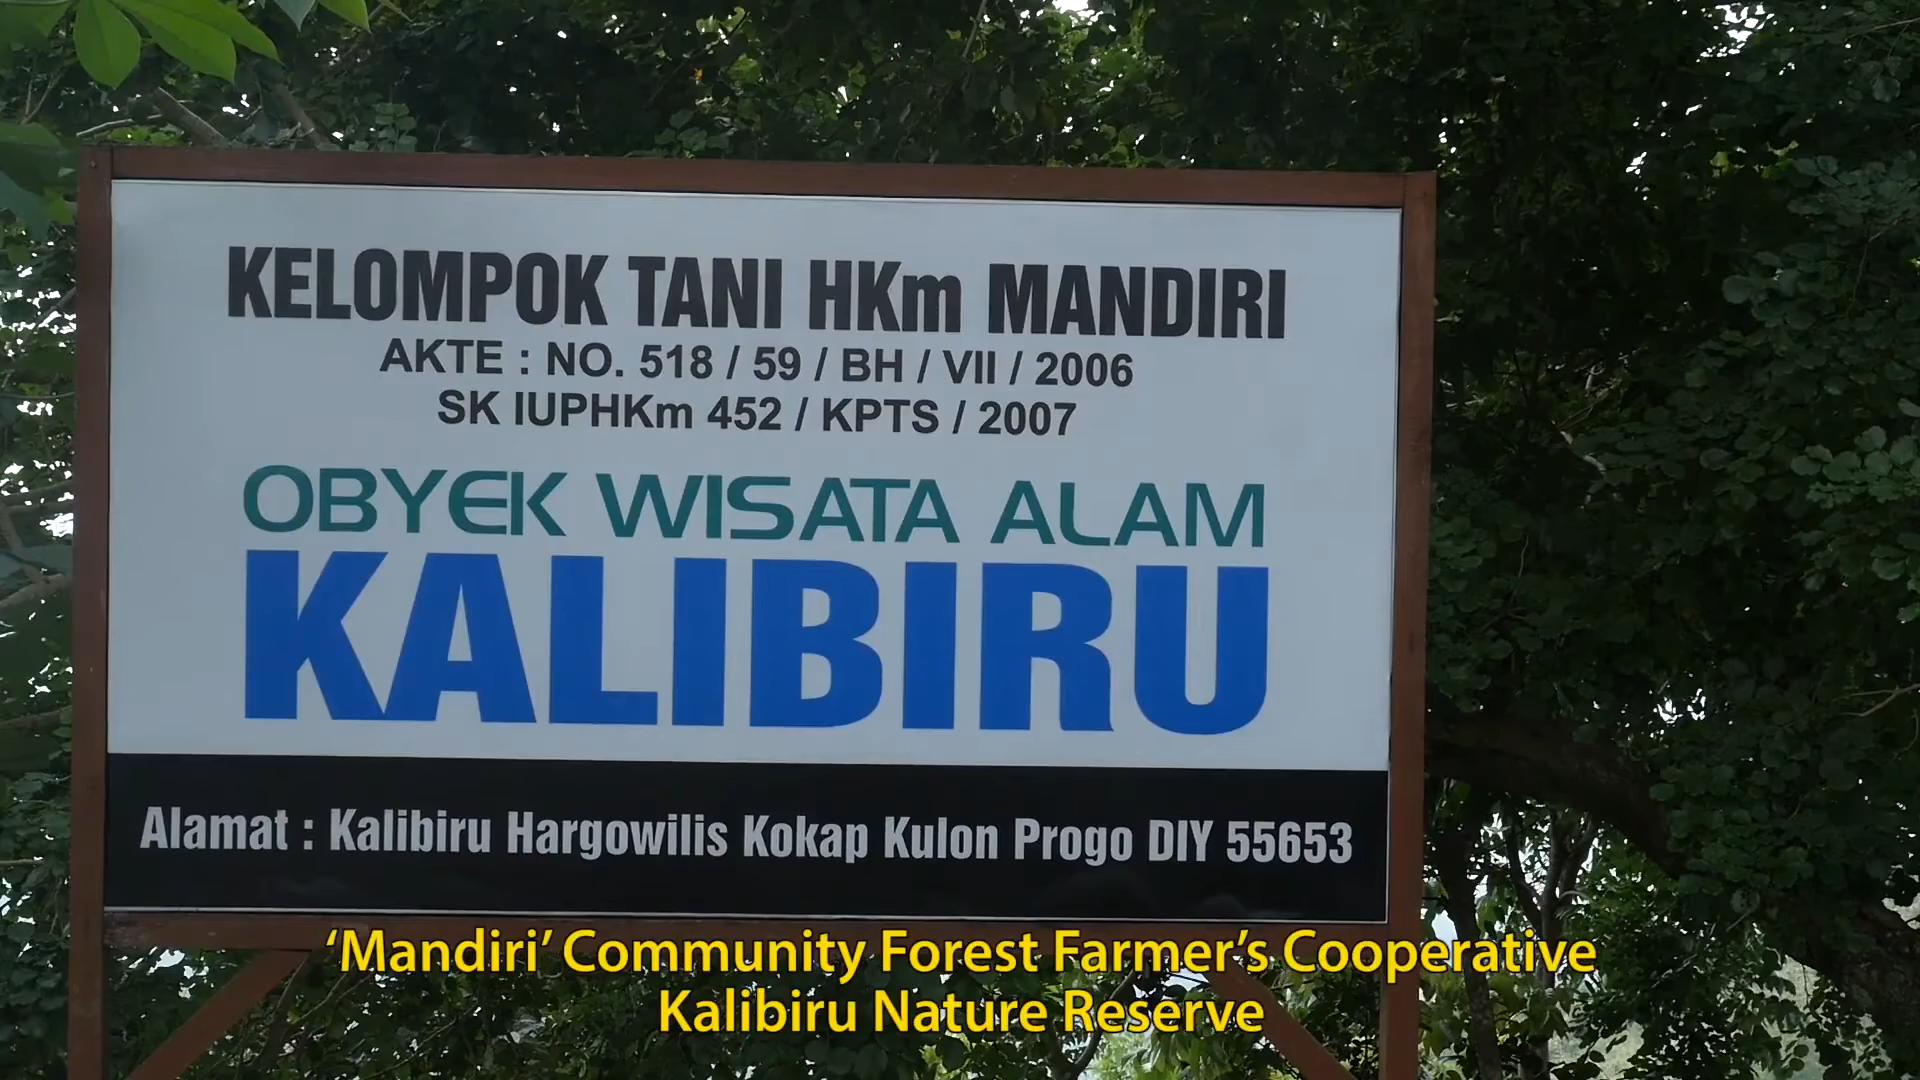 KELOMPOK TANI HKm MANDIRI
AKTE : NO. 518 / 59 / BH / VII / 2006
SK IUPHKm 452 / KPTS / 2007
OBYEK WISATA ALAM
KALIBIRU
Alamat : Kalibiru Hargowilis Kokap Kulon Progo DIY 55653
‘Mandiri’ Community Forest Farmer’s Cooperative
Kalibiru Nature Reserve